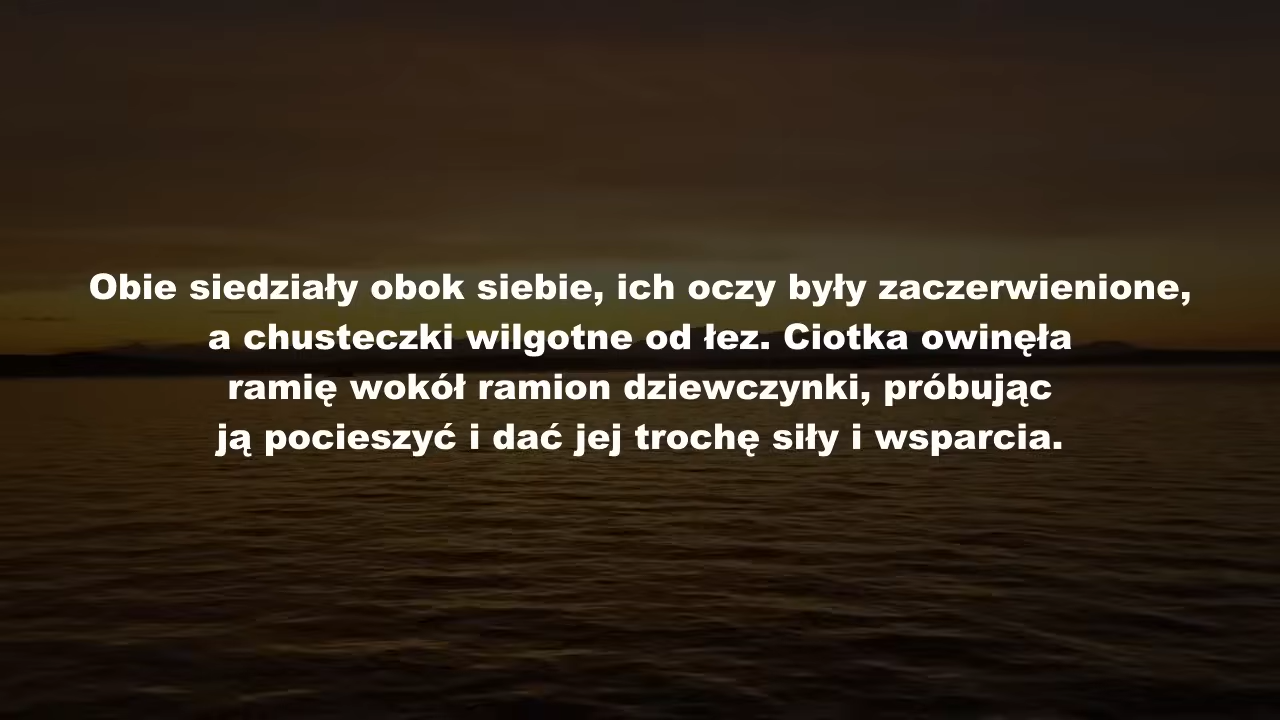 Obie siedziały obok siebie, ich oczy były zaczerwienione,
a chusteczki wilgotne od łez. Ciotka owinęła
ramię wokół ramion dziewczynki, próbując
ją pocieszyć i dać jej trochę siły i wsparcia.